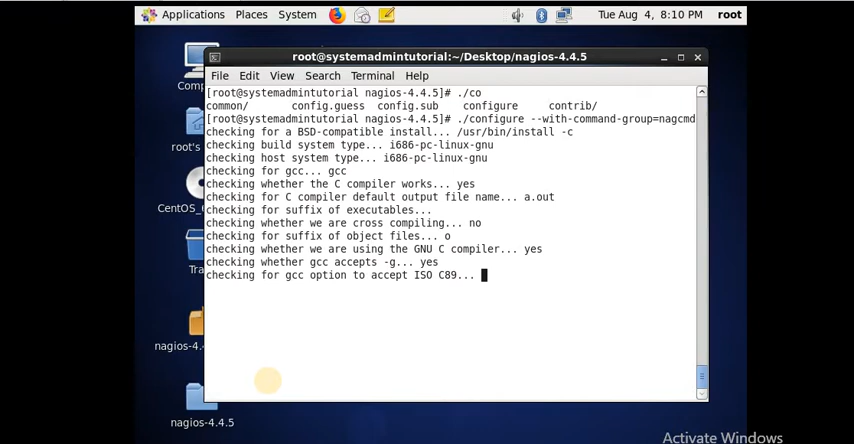 Applications Places System
Tue Aug 4, 8:10 PM root
root@systemadmintutorial:~/Desktop/nagios-4.4.5
File Edit View Search Terminal Help
[root@systemadmintutorial nagios-4.4.5]# ./co
common/ config.guess config.sub configure contrib/
[root@systemadmintutorial nagios-4.4.5]# ./configure --with-command-group=nagcmd
checking for a BSD-compatible install... /usr/bin/install -c
checking build system type... i686-pc-linux-gnu
checking host system type... i686-pc-linux-gnu
checking for gcc... gcc
checking whether the C compiler works... yes
checking for C compiler default output file name... a.out
checking for suffix of executables...
checking whether we are cross compiling... no
checking for suffix of object files... o
checking whether we are using the GNU C compiler... yes
checking whether gcc accepts -g... yes
checking for gcc option to accept ISO C89...
Comp
root's
CentOS_
Tra
nagios-4.4
nagios-4.4.5
Activate Windows